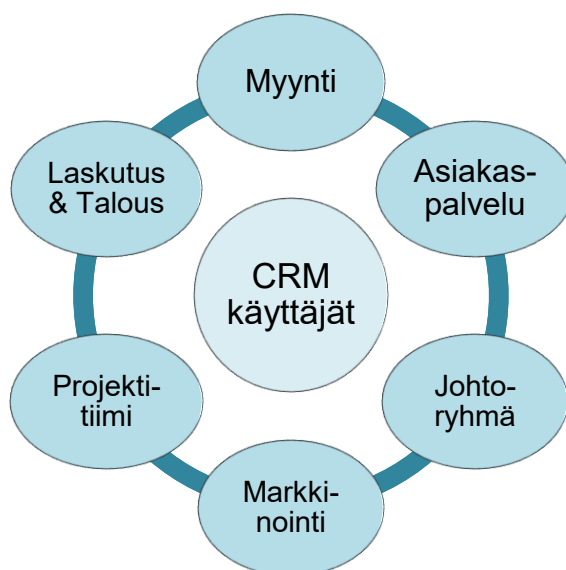 Myynti
Asiakas-
palvelu
Johto-
ryhmä
Markki-
nointi
Projekti-
tiimi
Laskutus
& Talous
CRM
käyttäjät